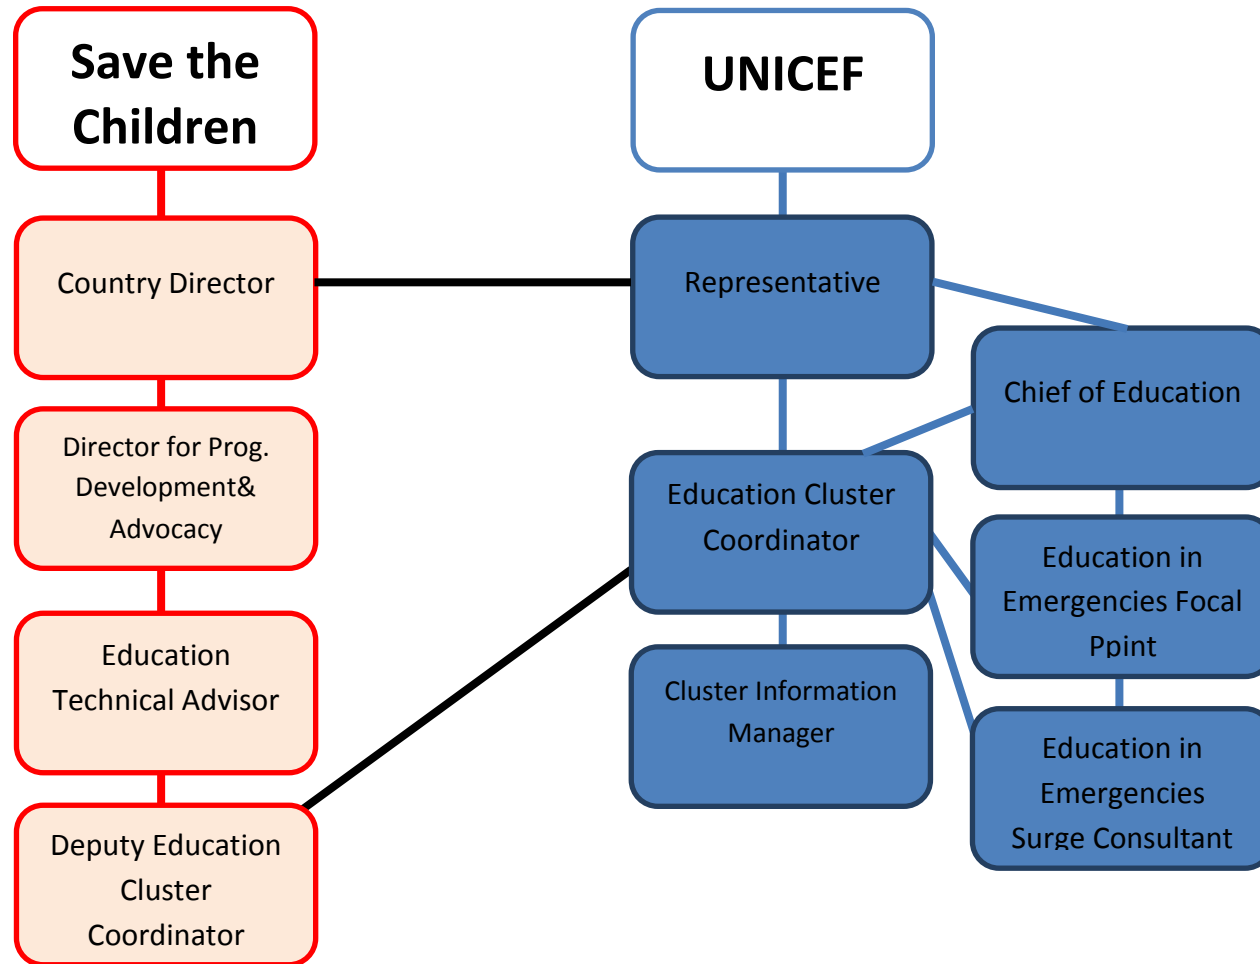 Save the
Children
UNICEF
Country Director
Representative
Chief of Education
Director for Prog.
Development&
Advocacy
Education Cluster
Coordinator
Education in
Emergencies Focal
Ppint
Education
Technical Advisor
Cluster Information
Manager
Education in
Emergencies
Surge Consultant
Deputy Education
Cluster
Coordinator